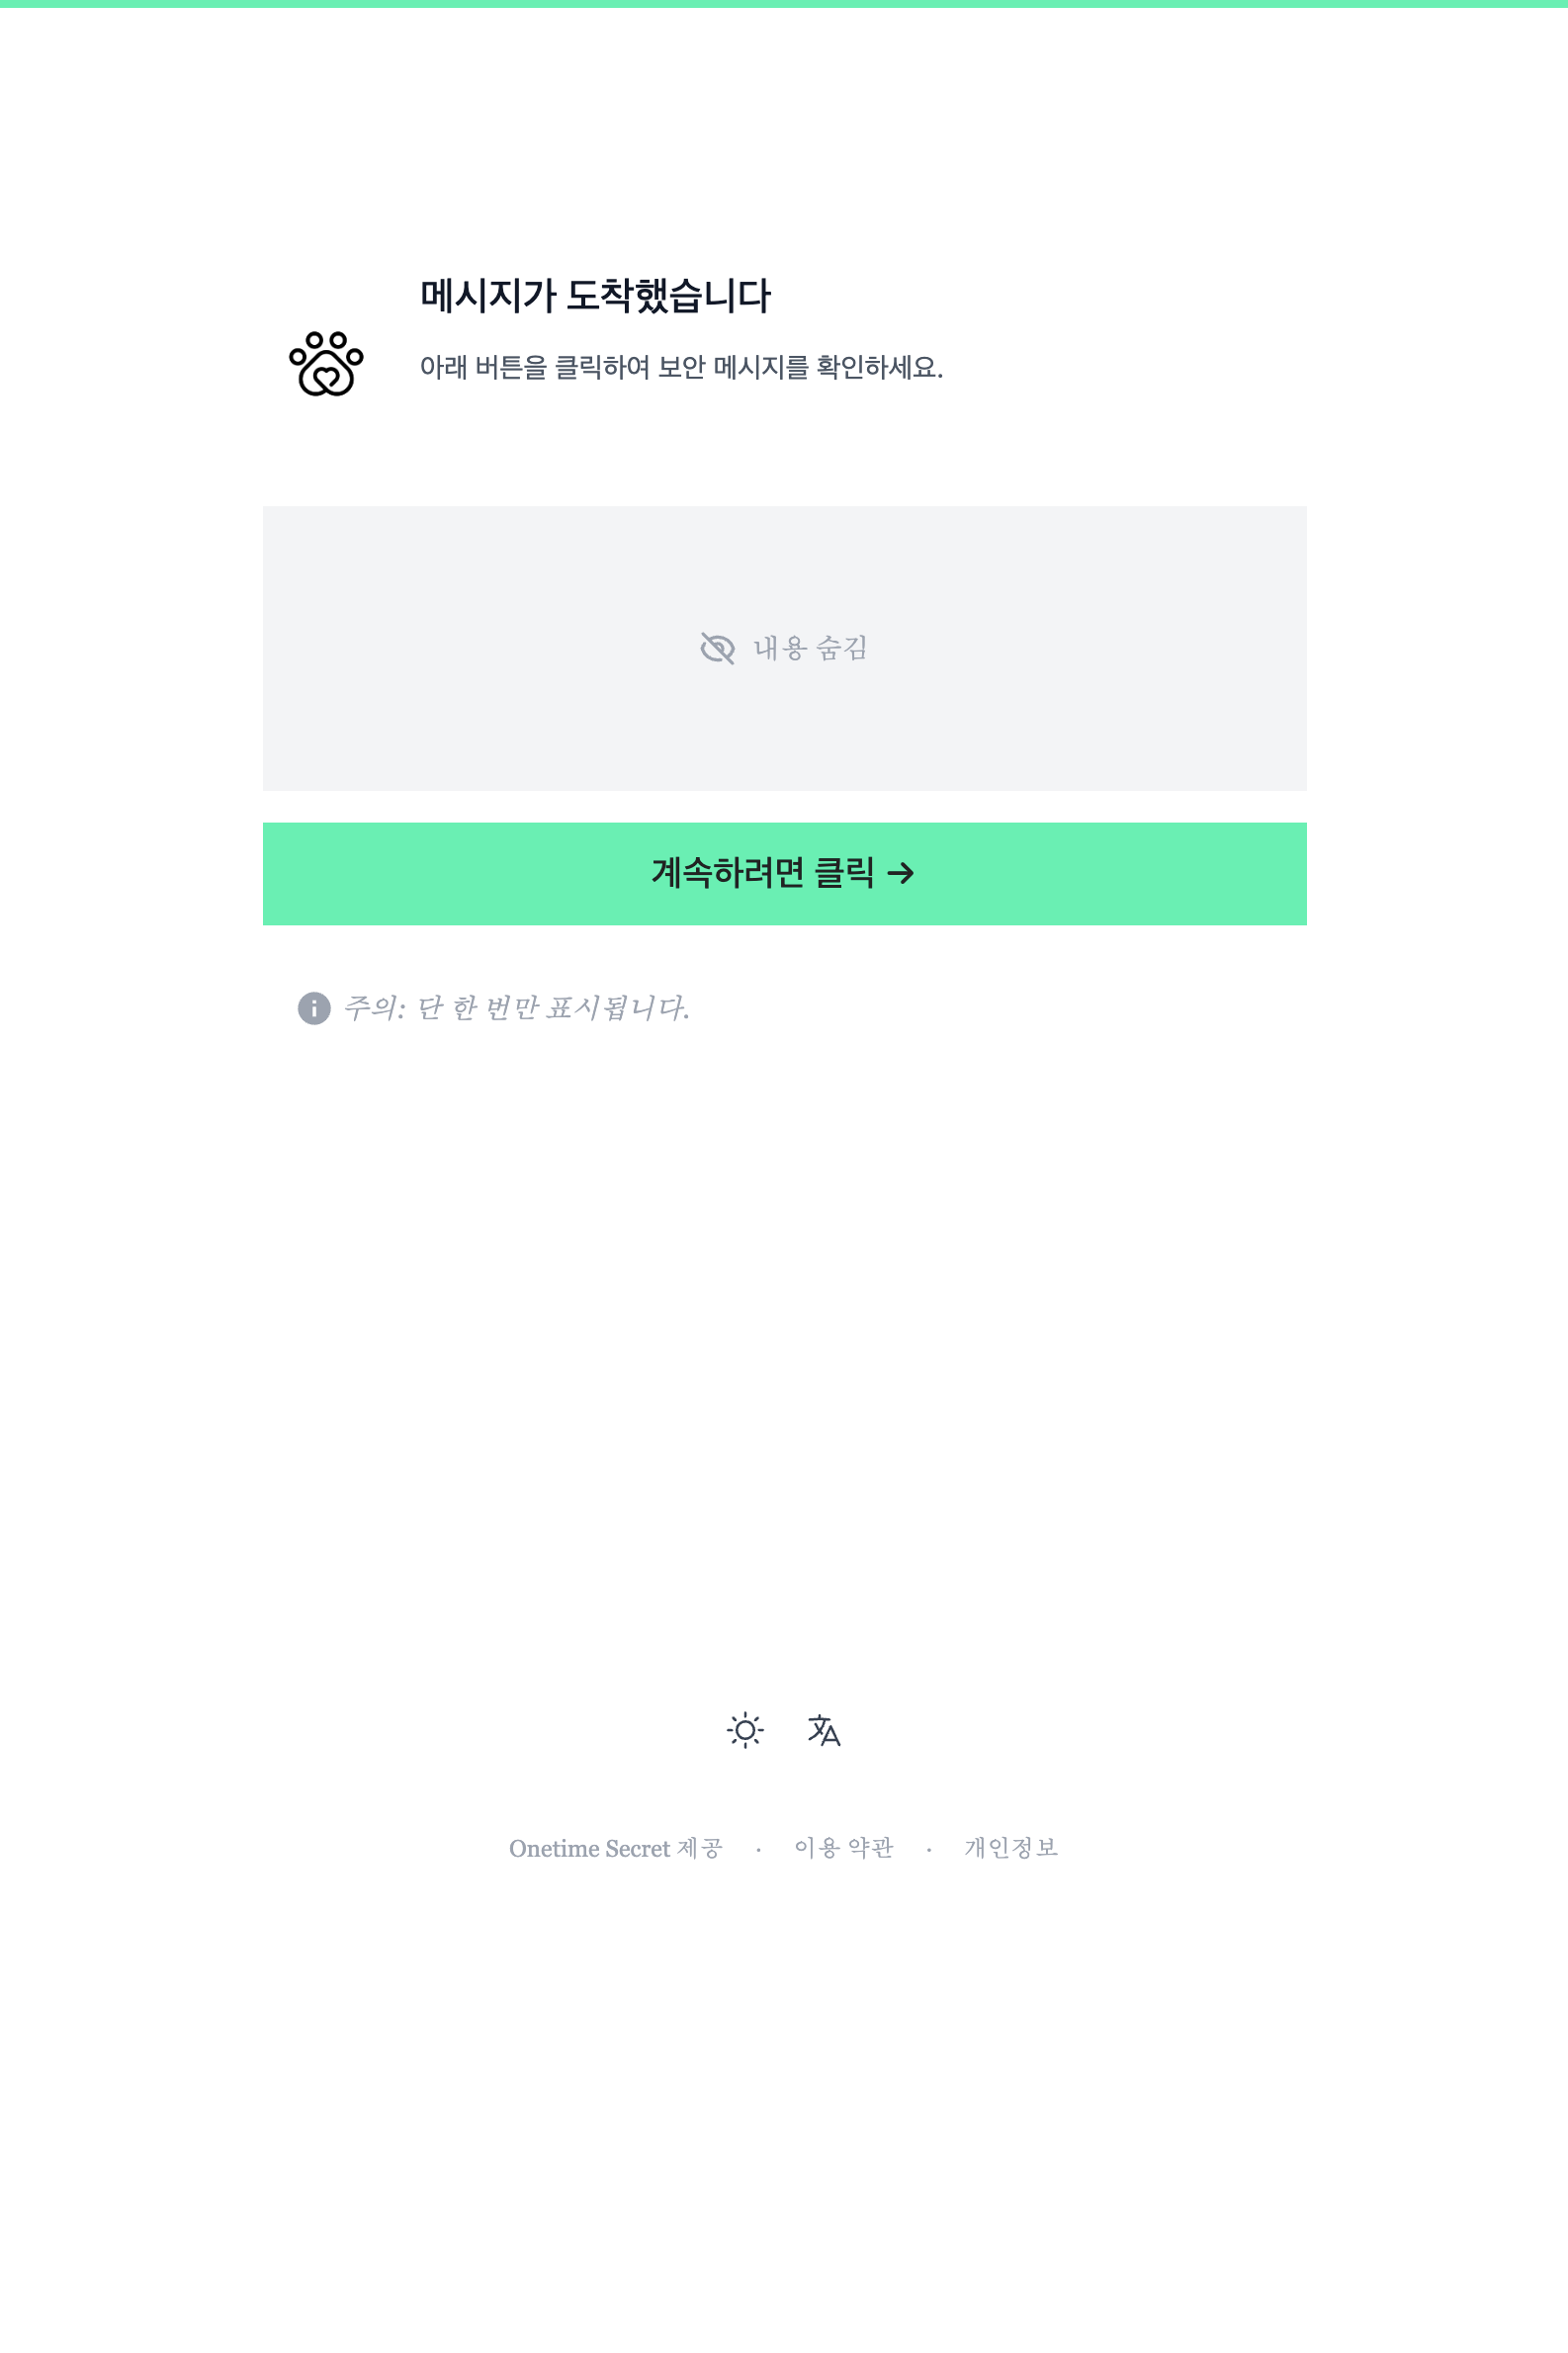 메시지가 도착했습니다
아래 버튼을 클릭하여 보안 메시지를 확인하세요.
내용 숨김
계속하려면 클릭 →
주의: 단 한 번만 표시됩니다.
Onetime Secret 제공 · 이용 약관 · 개인정보